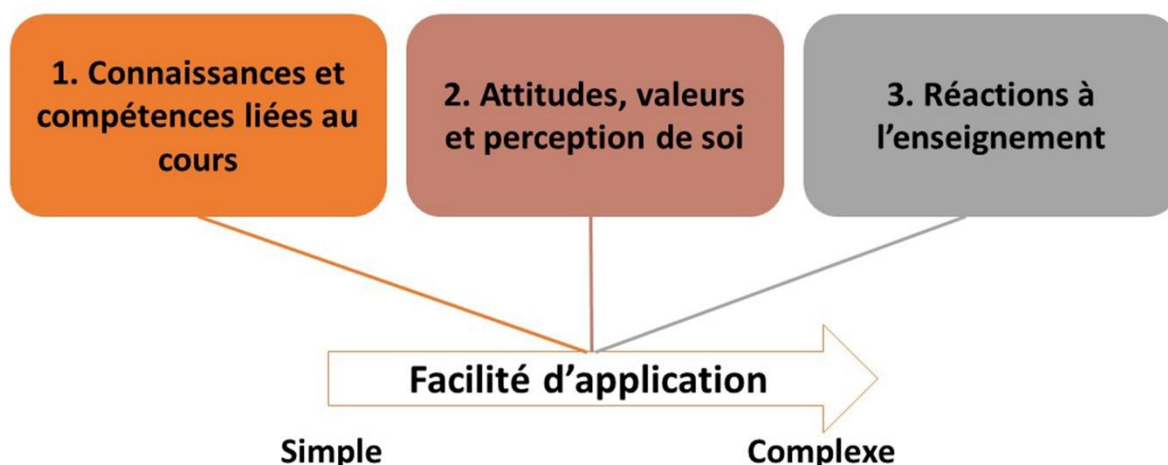 1. Connaissances et
compétences liées au
cours
2. Attitudes, valeurs
et perception de soi
3. Réactions à
l'enseignement
Facilité d'application
Simple
Complexe